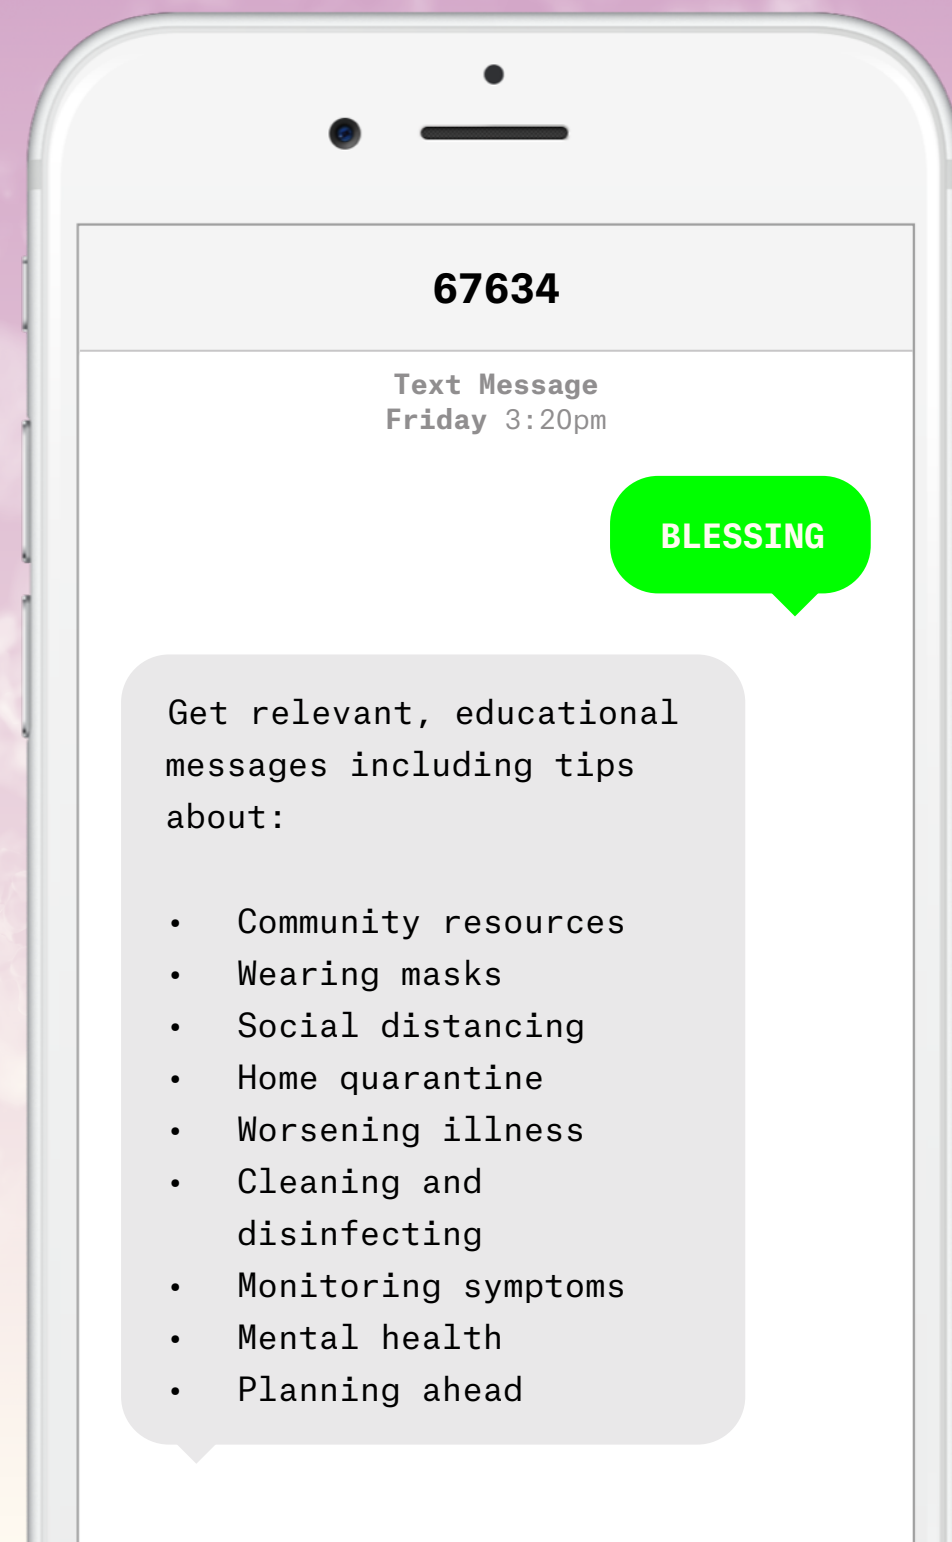 67634
Text Message
Friday 3:20pm
BLESSING
Get relevant, educational
messages including tips
about:
• Community resources
• Wearing masks
• Social distancing
• Home quarantine
• Worsening illness
• Cleaning and
disinfecting
• Monitoring symptoms
• Mental health
• Planning ahead